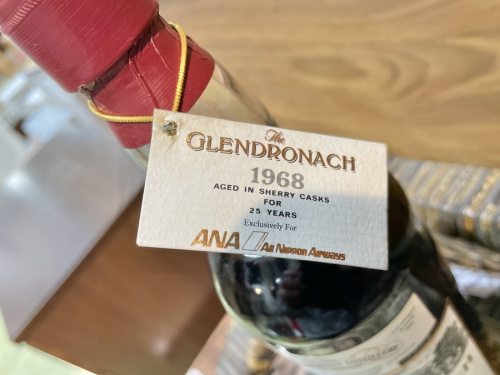 The
GLENDRONACH
1968
AGED IN SHERRY CASKS
FOR
25 YEARS
Exclusively For
ANA All Nippon Airways